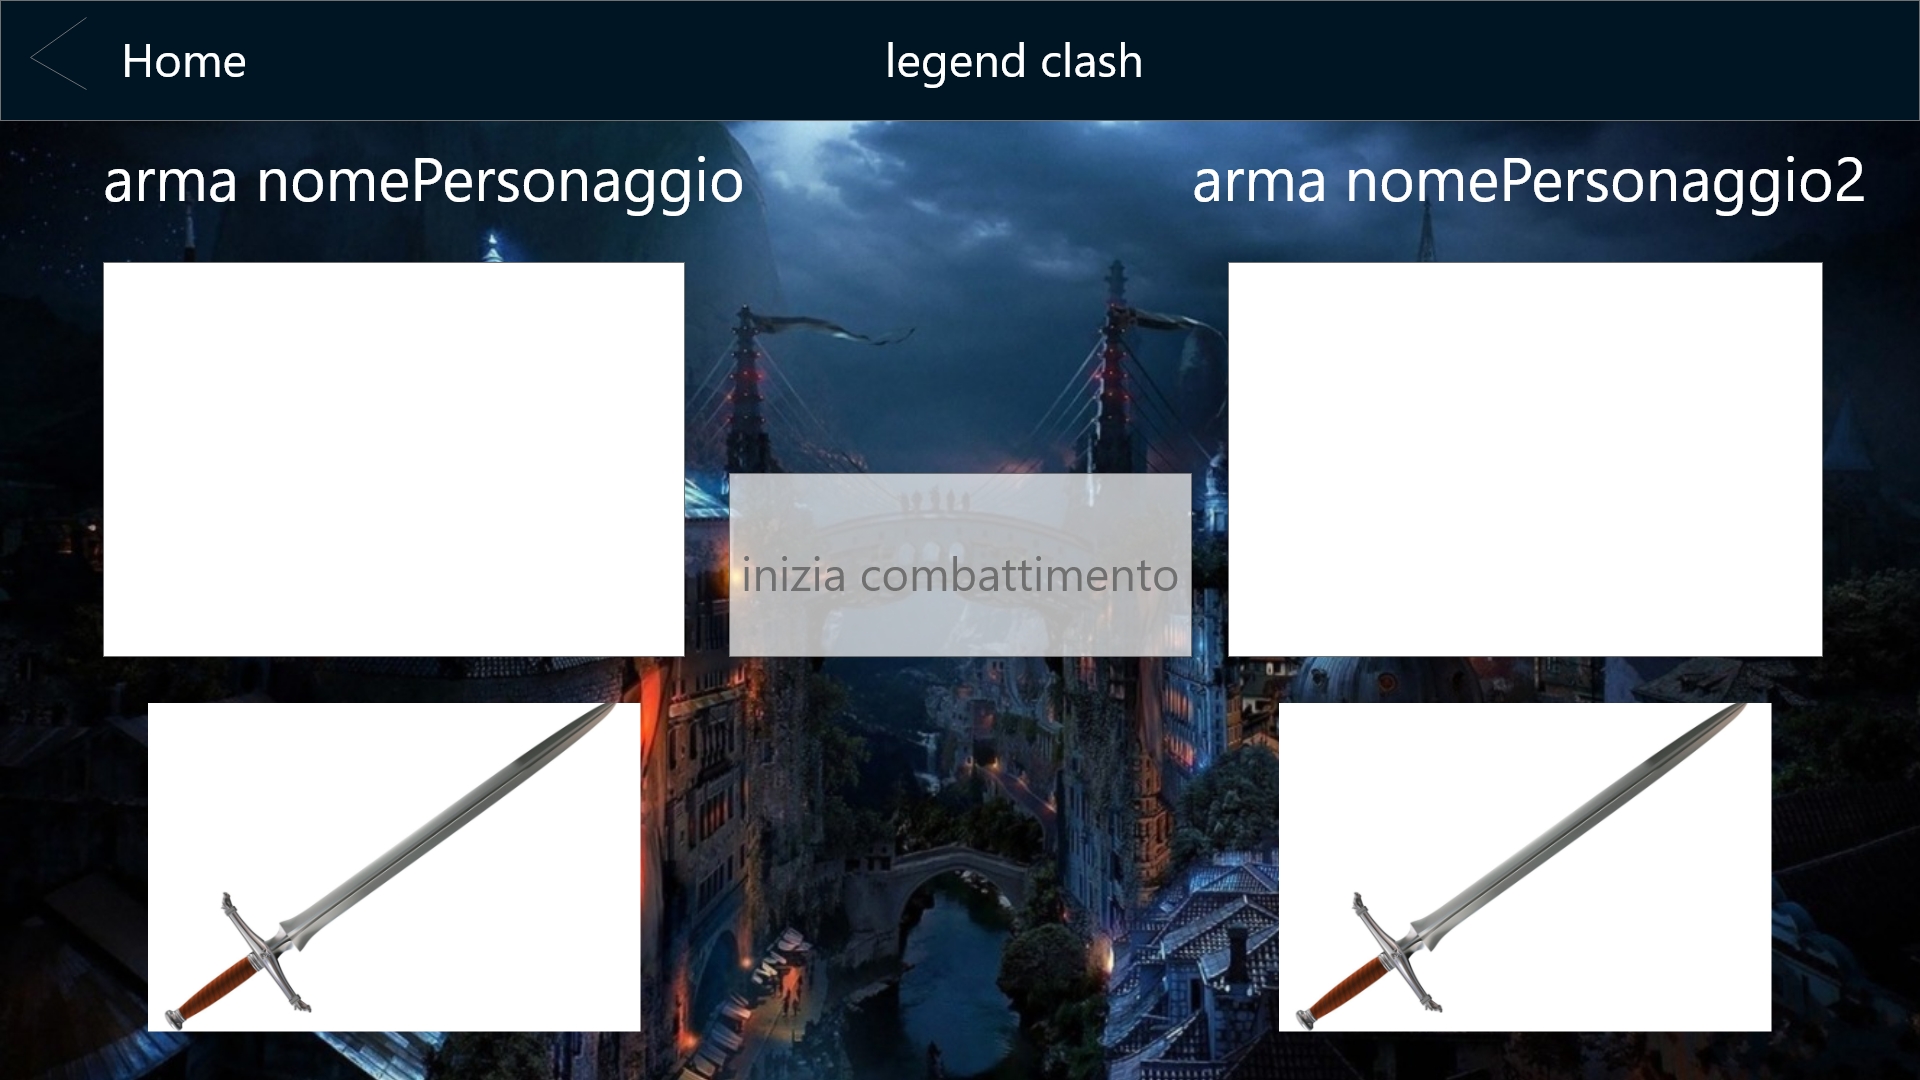 Home
legend clash
arma nomePersonaggio
arma nomePersonaggio2
inizia combattimento